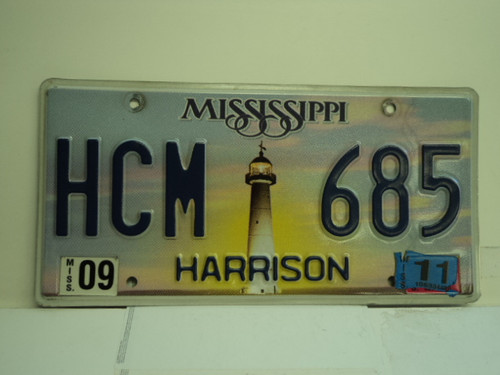 MISSISSIPPI
HCM 685
MISS. 09
HARRISON
11